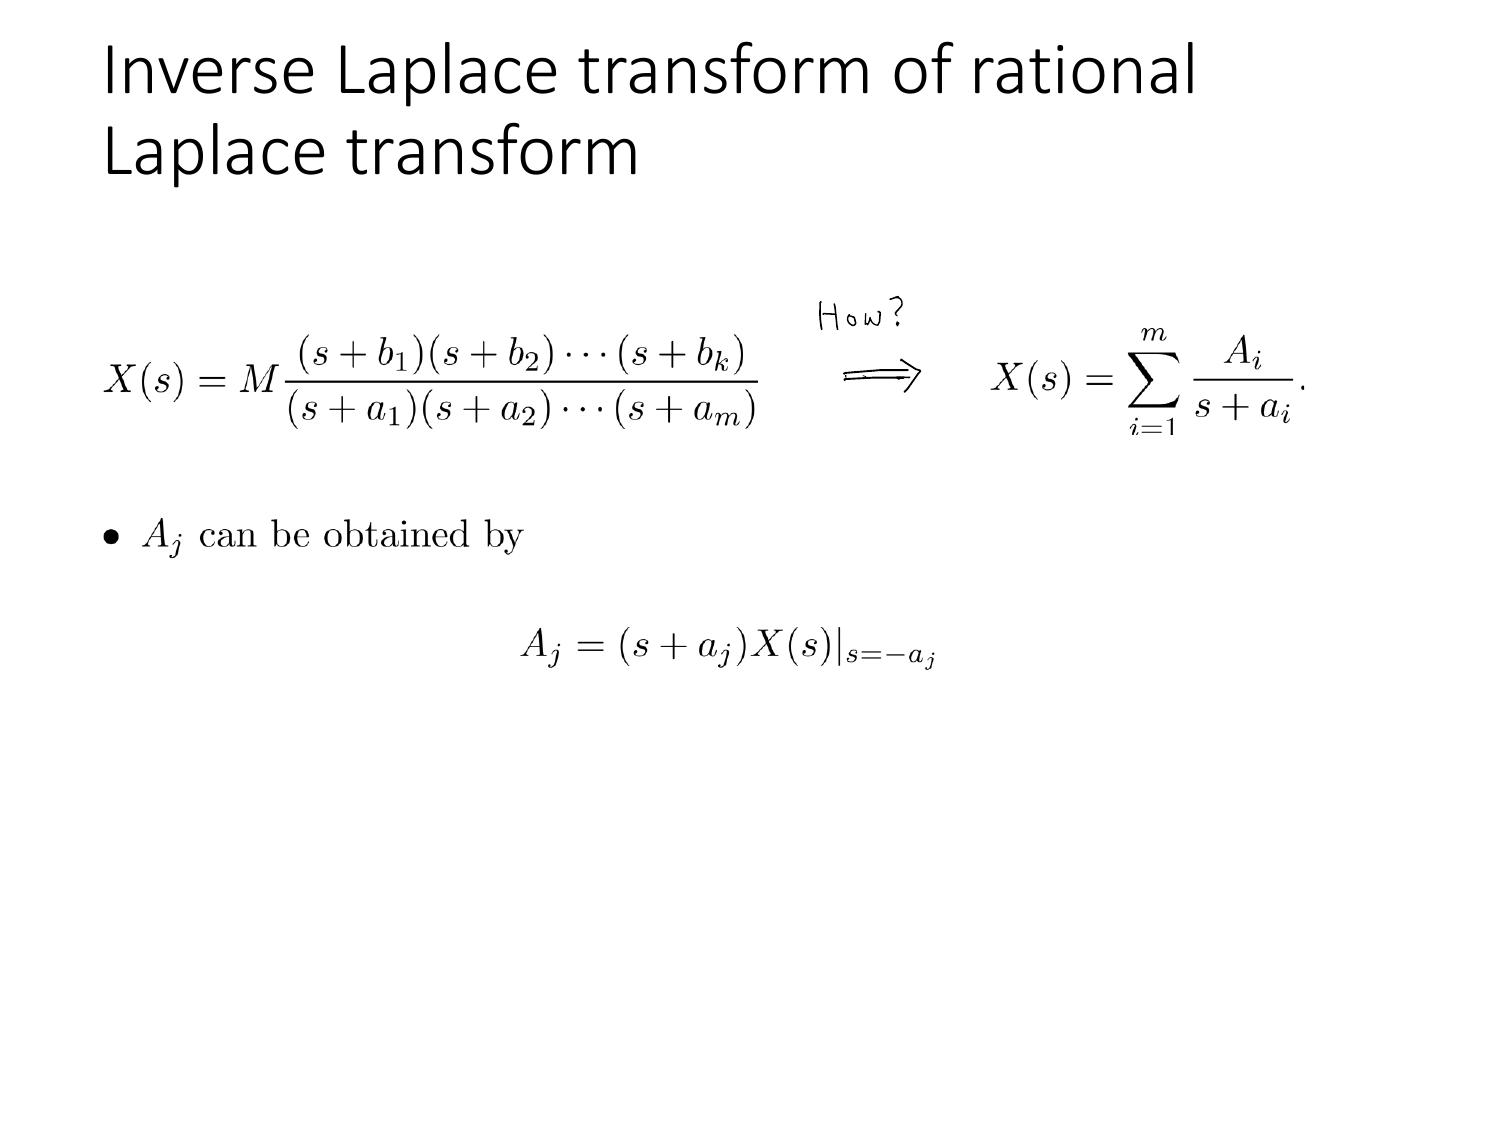 Inverse Laplace transform of rational
Laplace transform
How?
$X(s) = M\frac{(s+b_1)(s+b_2)\cdots(s+b_k)}{(s+a_1)(s+a_2)\cdots(s+a_m)}$ ⟹ $X(s) = \sum_{i=1}^{m} \frac{A_i}{s+a_i}.$
• $A_j$ can be obtained by
$A_j = (s+a_j)X(s)|_{s=-a_j}$